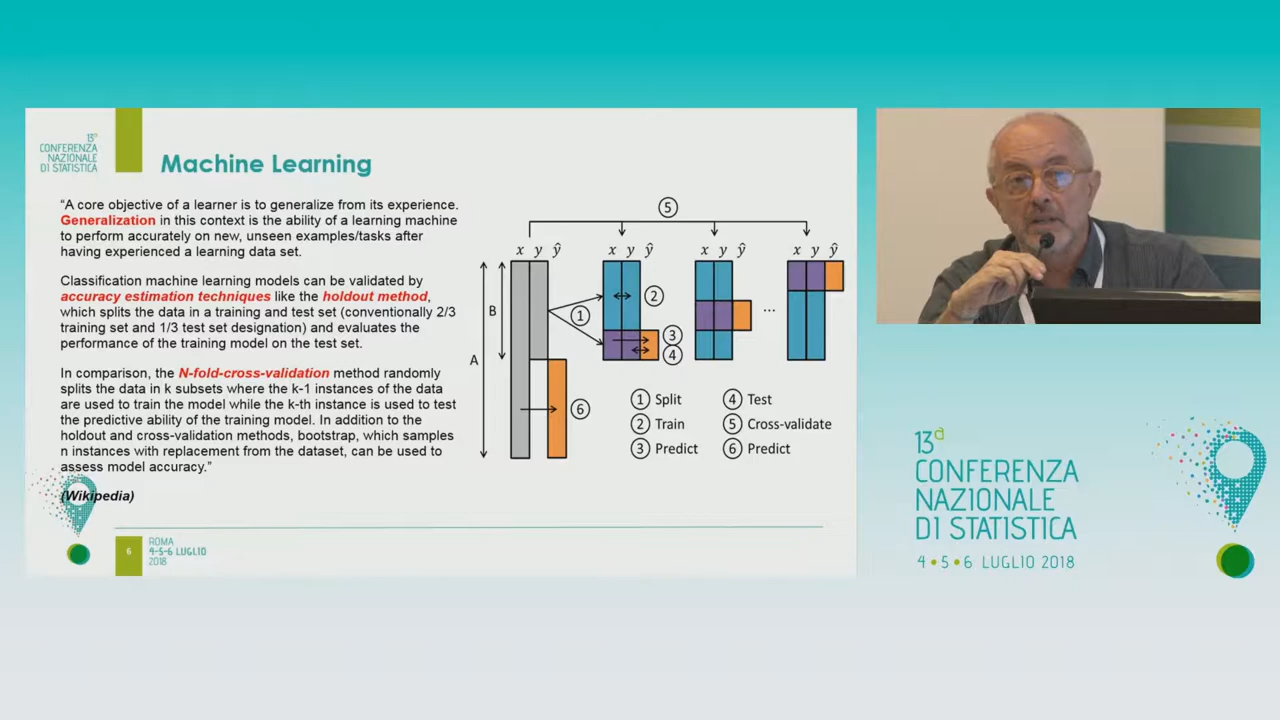 13ª
CONFERENZA
NAZIONALE
DI STATISTICA
Machine Learning
“A core objective of a learner is to generalize from its experience.
Generalization in this context is the ability of a learning machine
to perform accurately on new, unseen examples/tasks after
having experienced a learning data set.
Classification machine learning models can be validated by
accuracy estimation techniques like the holdout method,
which splits the data in a training and test set (conventionally 2/3
training set and 1/3 test set designation) and evaluates the
performance of the training model on the test set.
In comparison, the N-fold-cross-validation method randomly
splits the data in k subsets where the k-1 instances of the data
are used to train the model while the k-th instance is used to test
the predictive ability of the training model. In addition to the
holdout and cross-validation methods, bootstrap, which samples
n instances with replacement from the dataset, can be used to
assess model accuracy.”
(Wikipedia)
5
x y ŷ x y ŷ x y ŷ x y ŷ
B
A
1
2
3
4
...
6
1 Split
2 Train
3 Predict
4 Test
5 Cross-validate
6 Predict
6
ROMA
4-5-6 LUGLIO
2018
13ª
CONFERENZA
NAZIONALE
DI STATISTICA
4•5•6 LUGLIO 2018